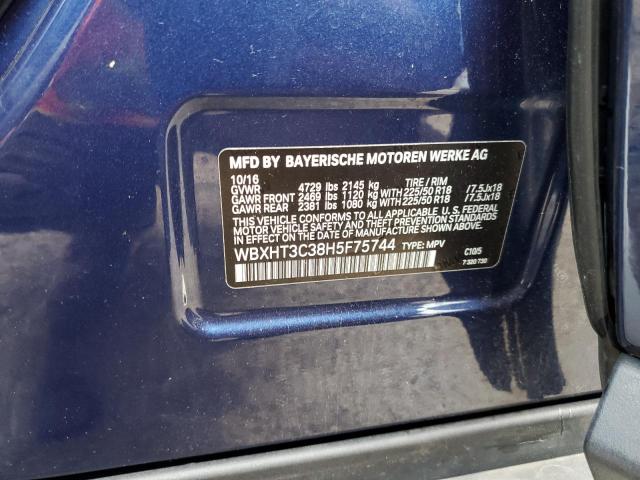 MFD BY BAYERISCHE MOTOREN WERKE AG
10/16 TIRE / RIM
GVWR 4729 lbs 2145 kg
GAWR FRONT 2469 lbs 1120 kg WITH 225/50 R18 /7.5Jx18
GAWR REAR 2381 lbs 1080 kg WITH 225/50 R18 /7.5Jx18
THIS VEHICLE CONFORMS TO ALL APPLICABLE U. S. FEDERAL
MOTOR VEHICLE SAFETY AND THEFT PREVENTION STANDARDS
IN EFFECT ON THE DATE OF MANUFACTURE SHOWN ABOVE.
WBXHT3C38H5F75744 TYPE: MPV C10/5
7 320 730